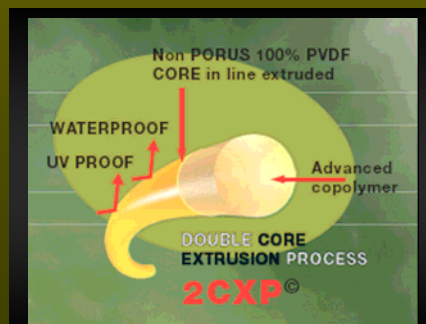 Non PORUS 100% PVDF
CORE in line extruded
WATERPROOF
UV PROOF
Advanced
copolymer
DOUBLE CORE
EXTRUSION PROCESS
2CXP©